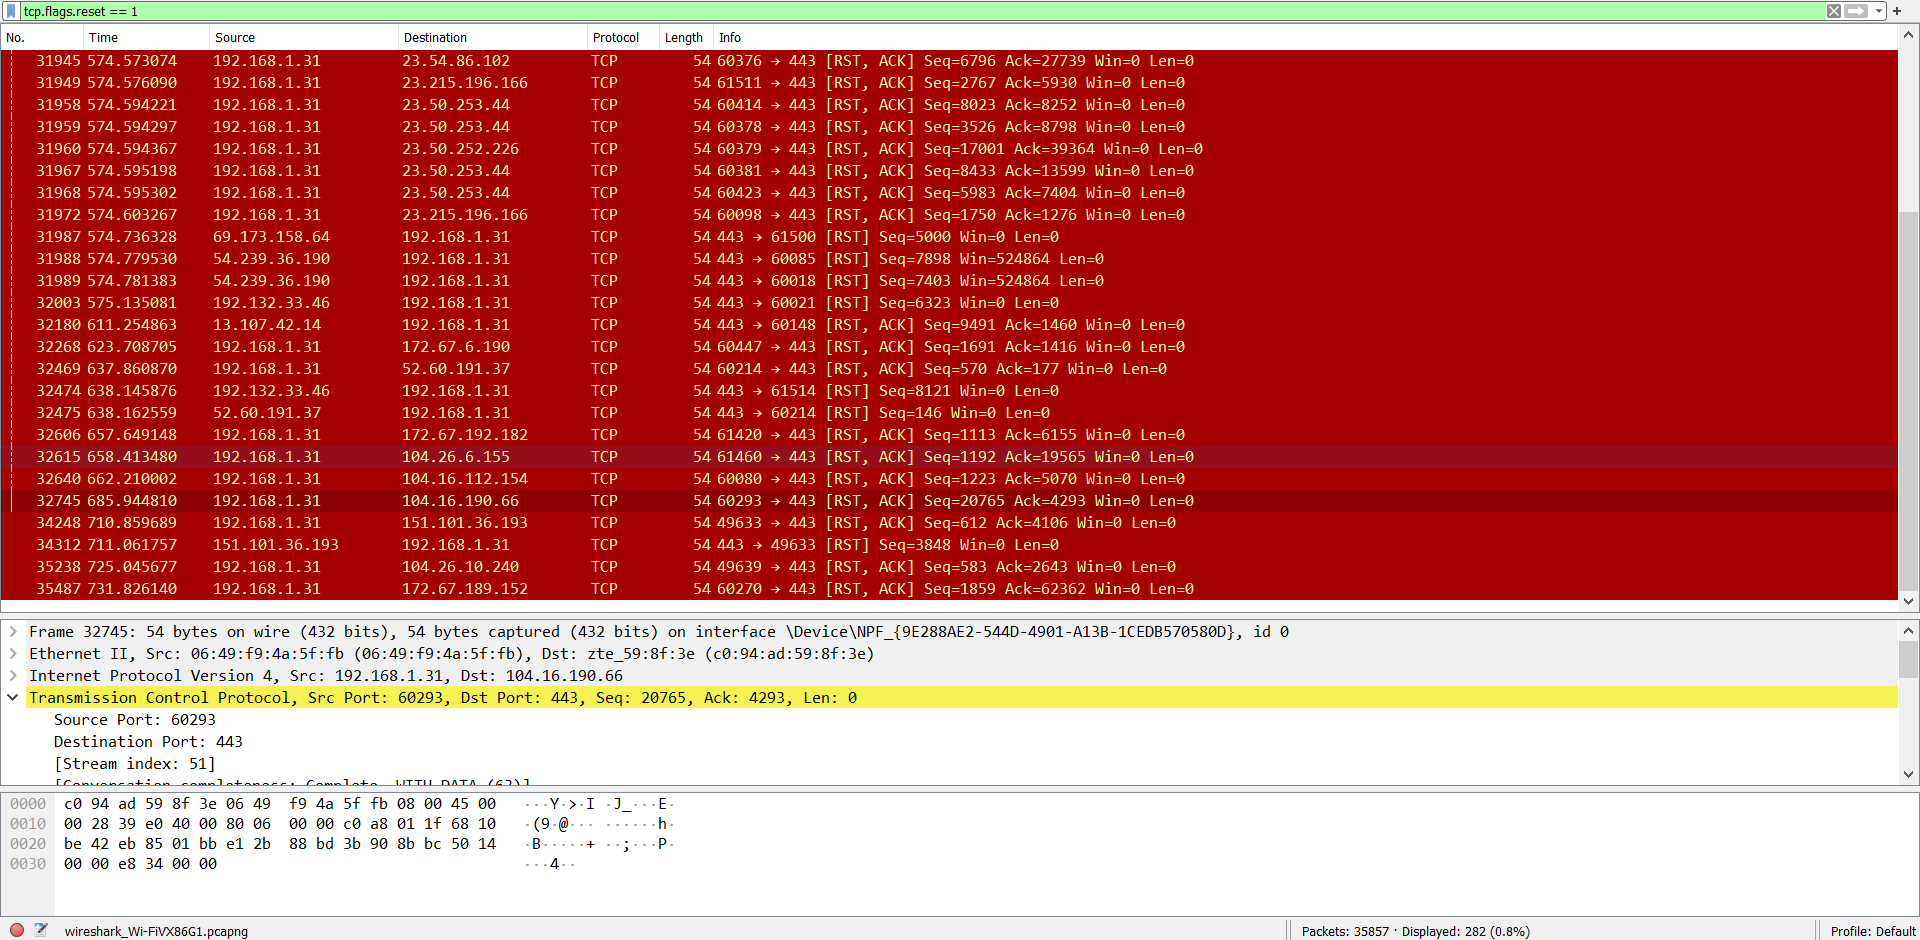 tcp.flags.reset == 1
No. Time Source Destination Protocol Length Info
31945 574.573074 192.168.1.31 23.54.86.102 TCP 54 60376 → 443 [RST, ACK] Seq=6796 Ack=27739 Win=0 Len=0
31949 574.576090 192.168.1.31 23.215.196.166 TCP 54 61511 → 443 [RST, ACK] Seq=2767 Ack=5930 Win=0 Len=0
31958 574.594221 192.168.1.31 23.50.253.44 TCP 54 60414 → 443 [RST, ACK] Seq=8023 Ack=8252 Win=0 Len=0
31959 574.594297 192.168.1.31 23.50.253.44 TCP 54 60378 → 443 [RST, ACK] Seq=3526 Ack=8798 Win=0 Len=0
31960 574.594367 192.168.1.31 23.50.252.226 TCP 54 60379 → 443 [RST, ACK] Seq=17001 Ack=39364 Win=0 Len=0
31967 574.595198 192.168.1.31 23.50.253.44 TCP 54 60381 → 443 [RST, ACK] Seq=8433 Ack=13599 Win=0 Len=0
31968 574.595302 192.168.1.31 23.50.253.44 TCP 54 60423 → 443 [RST, ACK] Seq=5983 Ack=7404 Win=0 Len=0
31972 574.603267 192.168.1.31 23.215.196.166 TCP 54 60098 → 443 [RST, ACK] Seq=1750 Ack=1276 Win=0 Len=0
31987 574.736328 69.173.158.64 192.168.1.31 TCP 54 443 → 61500 [RST] Seq=5000 Win=0 Len=0
31988 574.779530 54.239.36.190 192.168.1.31 TCP 54 443 → 60085 [RST] Seq=7898 Win=524864 Len=0
31989 574.781383 54.239.36.190 192.168.1.31 TCP 54 443 → 60018 [RST] Seq=7403 Win=524864 Len=0
32003 575.135081 192.132.33.46 192.168.1.31 TCP 54 443 → 60021 [RST] Seq=6323 Win=0 Len=0
32180 611.254863 13.107.42.14 192.168.1.31 TCP 54 443 → 60148 [RST, ACK] Seq=9491 Ack=1460 Win=0 Len=0
32268 623.708705 192.168.1.31 172.67.6.190 TCP 54 60447 → 443 [RST, ACK] Seq=1691 Ack=1416 Win=0 Len=0
32469 637.860870 192.168.1.31 52.60.191.37 TCP 54 60214 → 443 [RST, ACK] Seq=570 Ack=177 Win=0 Len=0
32474 638.145876 192.132.33.46 192.168.1.31 TCP 54 443 → 61514 [RST] Seq=8121 Win=0 Len=0
32475 638.162559 52.60.191.37 192.168.1.31 TCP 54 443 → 60214 [RST] Seq=146 Win=0 Len=0
32606 657.649148 192.168.1.31 172.67.192.182 TCP 54 61420 → 443 [RST, ACK] Seq=1113 Ack=6155 Win=0 Len=0
32615 658.413480 192.168.1.31 104.26.6.155 TCP 54 61460 → 443 [RST, ACK] Seq=1192 Ack=19565 Win=0 Len=0
32640 662.210002 192.168.1.31 104.16.112.154 TCP 54 60080 → 443 [RST, ACK] Seq=1223 Ack=5070 Win=0 Len=0
32745 685.944810 192.168.1.31 104.16.190.66 TCP 54 60293 → 443 [RST, ACK] Seq=20765 Ack=4293 Win=0 Len=0
34248 710.859689 192.168.1.31 151.101.36.193 TCP 54 49633 → 443 [RST, ACK] Seq=612 Ack=4106 Win=0 Len=0
34312 711.061757 151.101.36.193 192.168.1.31 TCP 54 443 → 49633 [RST] Seq=3848 Win=0 Len=0
35238 725.045677 192.168.1.31 104.26.10.240 TCP 54 49639 → 443 [RST, ACK] Seq=583 Ack=2643 Win=0 Len=0
35487 731.826140 192.168.1.31 172.67.189.152 TCP 54 60270 → 443 [RST, ACK] Seq=1859 Ack=62362 Win=0 Len=0
Frame 32745: 54 bytes on wire (432 bits), 54 bytes captured (432 bits) on interface \Device\NPF_{9E288AE2-544D-4901-A13B-1CEDB570580D}, id 0
Ethernet II, Src: 06:49:f9:4a:5f:fb (06:49:f9:4a:5f:fb), Dst: zte_59:8f:3e (c0:94:ad:59:8f:3e)
Internet Protocol Version 4, Src: 192.168.1.31, Dst: 104.16.190.66
Transmission Control Protocol, Src Port: 60293, Dst Port: 443, Seq: 20765, Ack: 4293, Len: 0
Source Port: 60293
Destination Port: 443
[Stream index: 51]
[Conversation completeness: Complete, WITH_DATA (63)]
0000 c0 94 ad 59 8f 3e 06 49 f9 4a 5f fb 08 00 45 00 ···Y·>·I ·J_···E·
0010 00 28 39 e0 40 00 80 06 00 00 c0 a8 01 1f 68 10 ·(9·@··· ······h·
0020 be 42 eb 85 01 bb e1 2b 88 bd 3b 90 8b bc 50 14 ·B·····+ ··;···P·
0030 00 00 e8 34 00 00 ···4··
wireshark_Wi-FiVX86G1.pcapng Packets: 35857 · Displayed: 282 (0.8%) Profile: Default